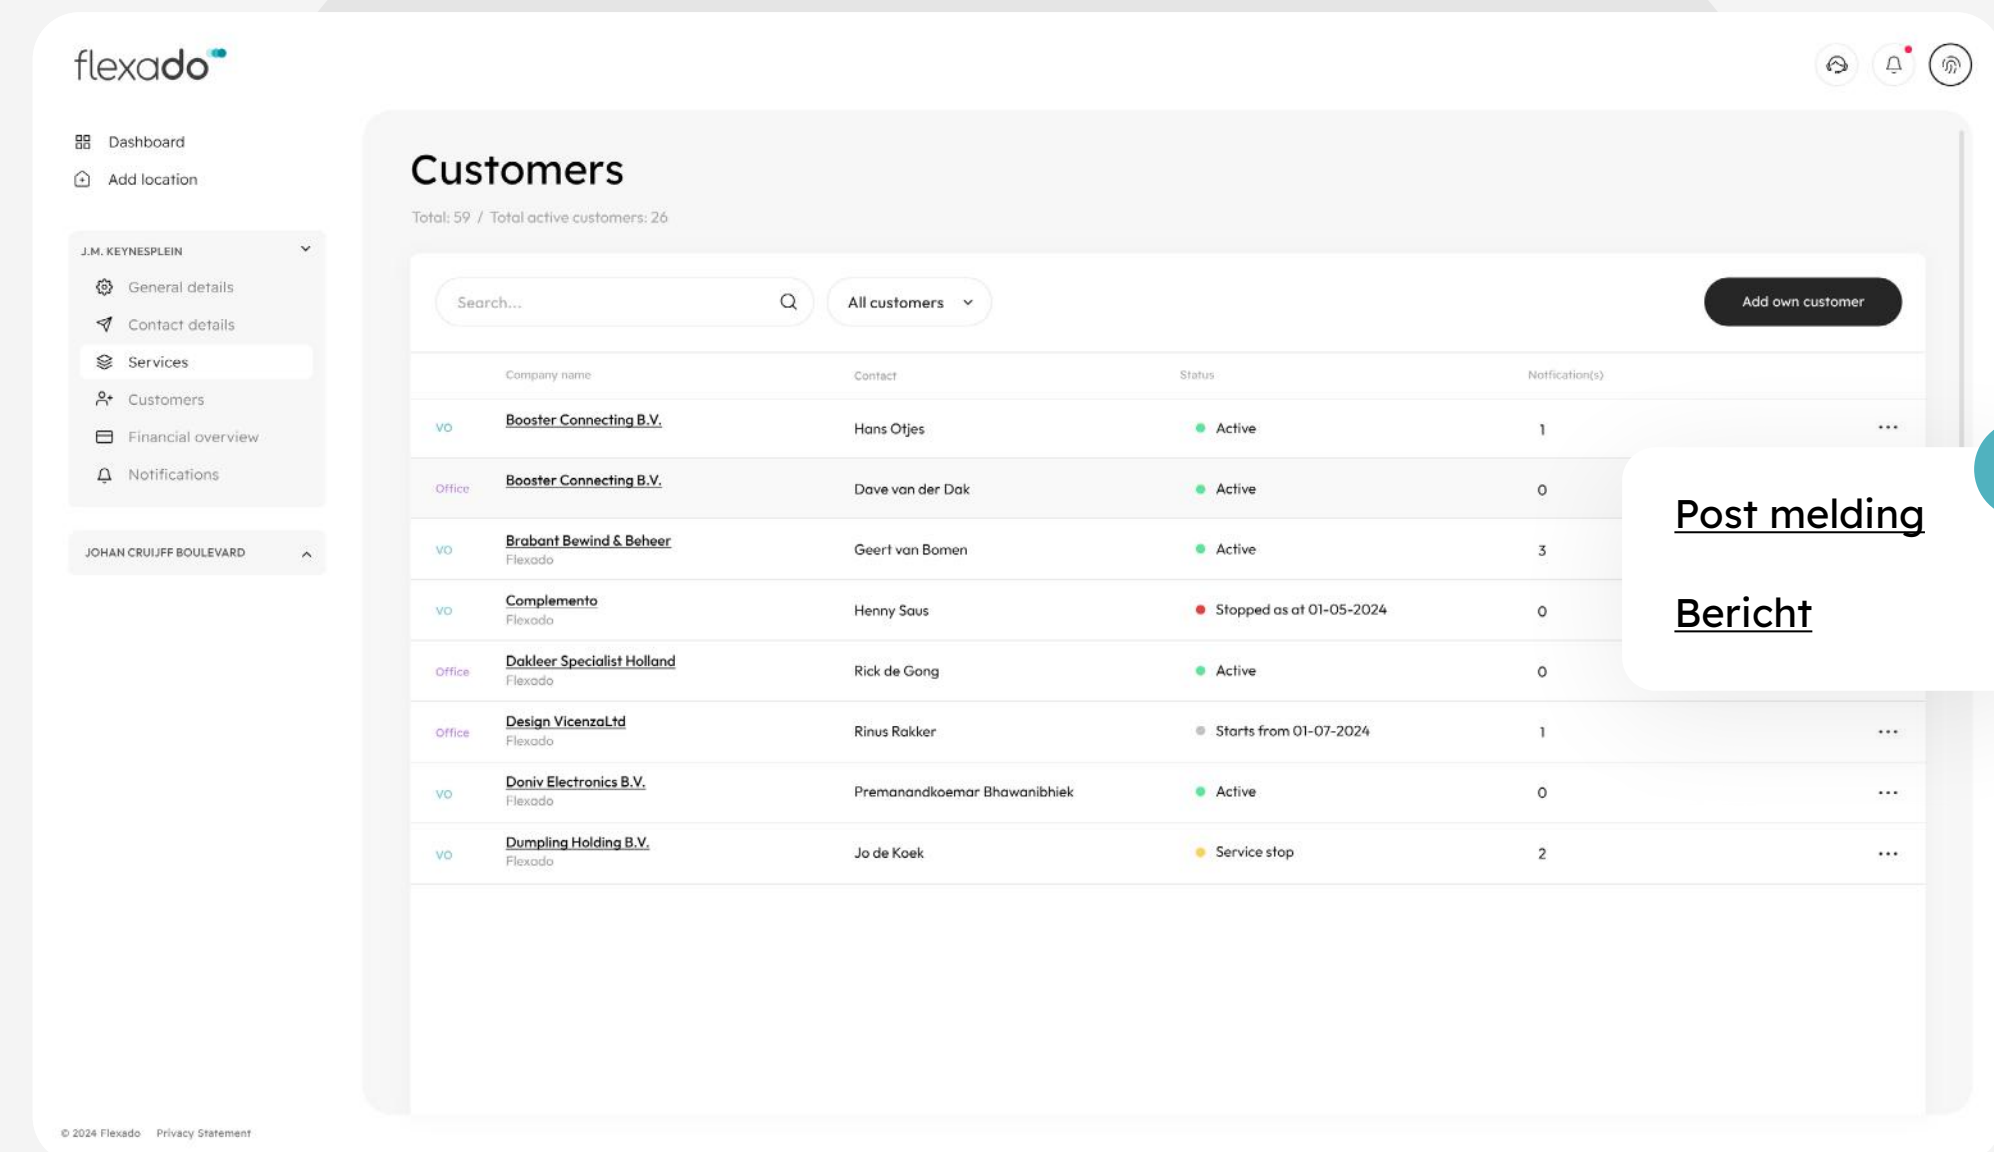 flexado
Dashboard
Add location
J.M. KEYNESPLEIN
General details
Contact details
Services
Customers
Financial overview
Notifications
JOHAN CRUIJFF BOULEVARD
Customers
Total: 59 / Total active customers: 26
Search...
All customers
Add own customer
Company name Contact Status Notfication(s)
VO Booster Connecting B.V. Hans Otjes Active 1
Office Booster Connecting B.V. Dave van der Dak Active 0
VO Brabant Bewind & Beheer Geert van Bomen Active 3
Flexado
VO Complemento Henny Saus Stopped as at 01-05-2024 0
Flexado
Office Dakleer Specialist Holland Rick de Gong Active 0
Flexado
Office Design VicenzaLtd Rinus Rakker Starts from 01-07-2024 1
Flexado
VO Doniv Electronics B.V. Premanandkoemar Bhawanibhiek Active 0
Flexado
VO Dumpling Holding B.V. Jo de Koek Service stop 2
Flexado
Post melding
Bericht
© 2024 Flexado Privacy Statement